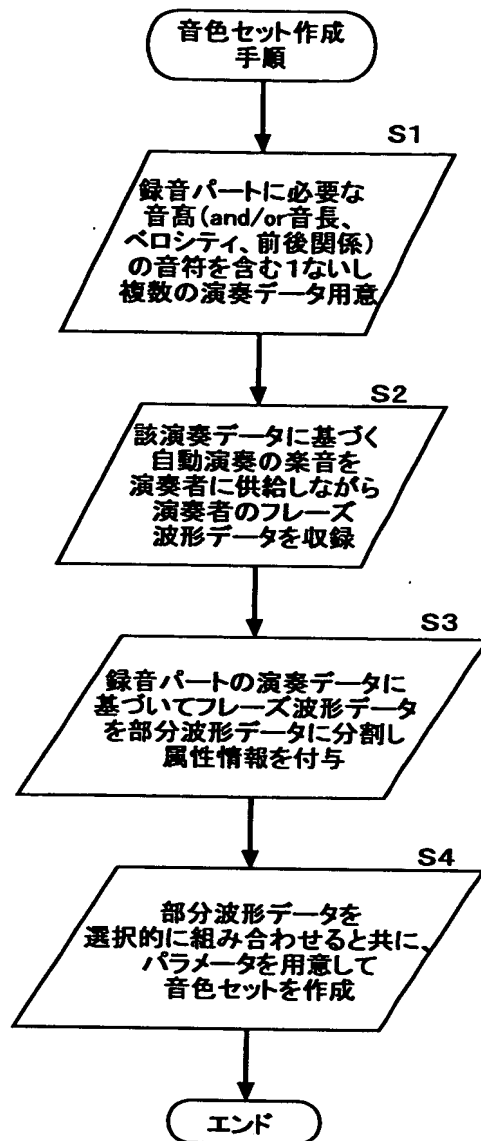 音色セット作成
手順
S1
録音パートに必要な
音高(and/or音長、
ベロシティ、前後関係)
の音符を含む1ないし
複数の演奏データ用意
S2
該演奏データに基づく
自動演奏の楽音を
演奏者に供給しながら
演奏者のフレーズ
波形データを収録
S3
録音パートの演奏データに
基づいてフレーズ波形データ
を部分波形データに分割し
属性情報を付与
S4
部分波形データを
選択的に組み合わせると共に、
パラメータを用意して
音色セットを作成
エンド